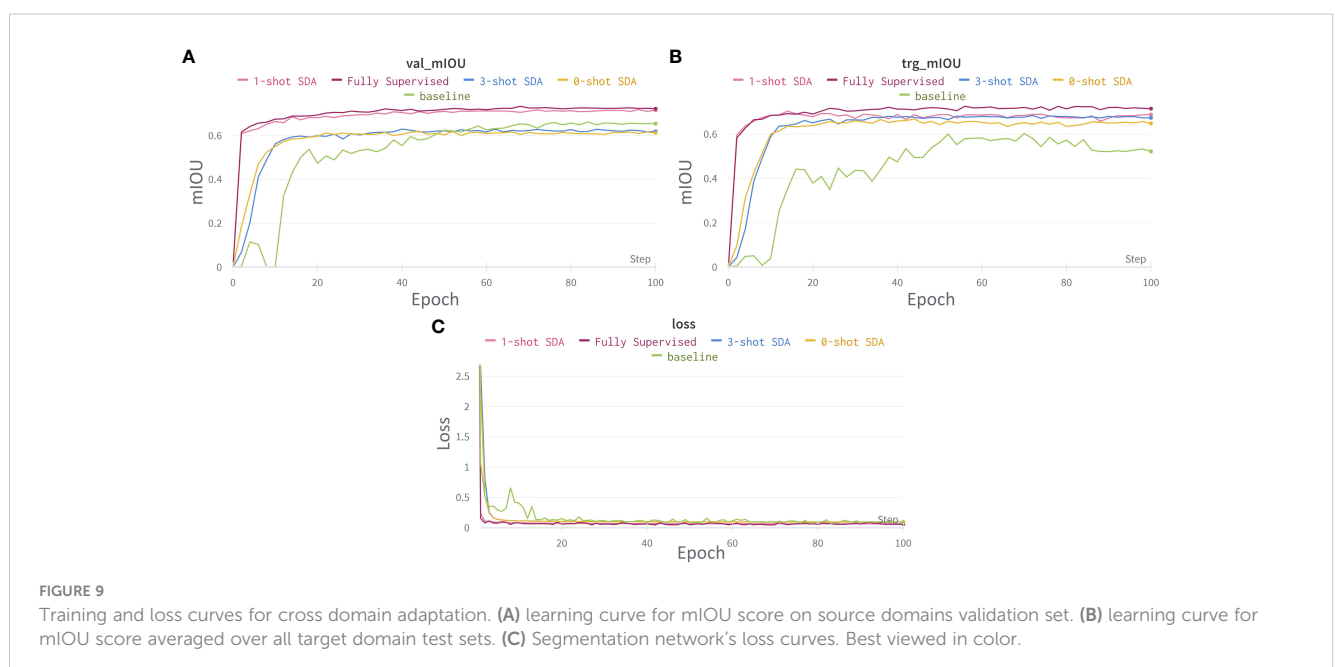 A
val_mIOU
1-shot SDA Fully Supervised 3-shot SDA 0-shot SDA
baseline
mIOU
0.6
0.4
0.2
0
Step
0 20 40 60 80 100
Epoch
B
trg_mIOU
1-shot SDA Fully Supervised 3-shot SDA 0-shot SDA
baseline
mIOU
0.6
0.4
0.2
0
Step
0 20 40 60 80 100
Epoch
C
loss
1-shot SDA Fully Supervised 3-shot SDA 0-shot SDA
baseline
Loss
2.5
2
1.5
1
0.5
0
Step
20 40 60 80 100
Epoch
FIGURE 9
Training and loss curves for cross domain adaptation. (A) learning curve for mIOU score on source domains validation set. (B) learning curve for
mIOU score averaged over all target domain test sets. (C) Segmentation network's loss curves. Best viewed in color.